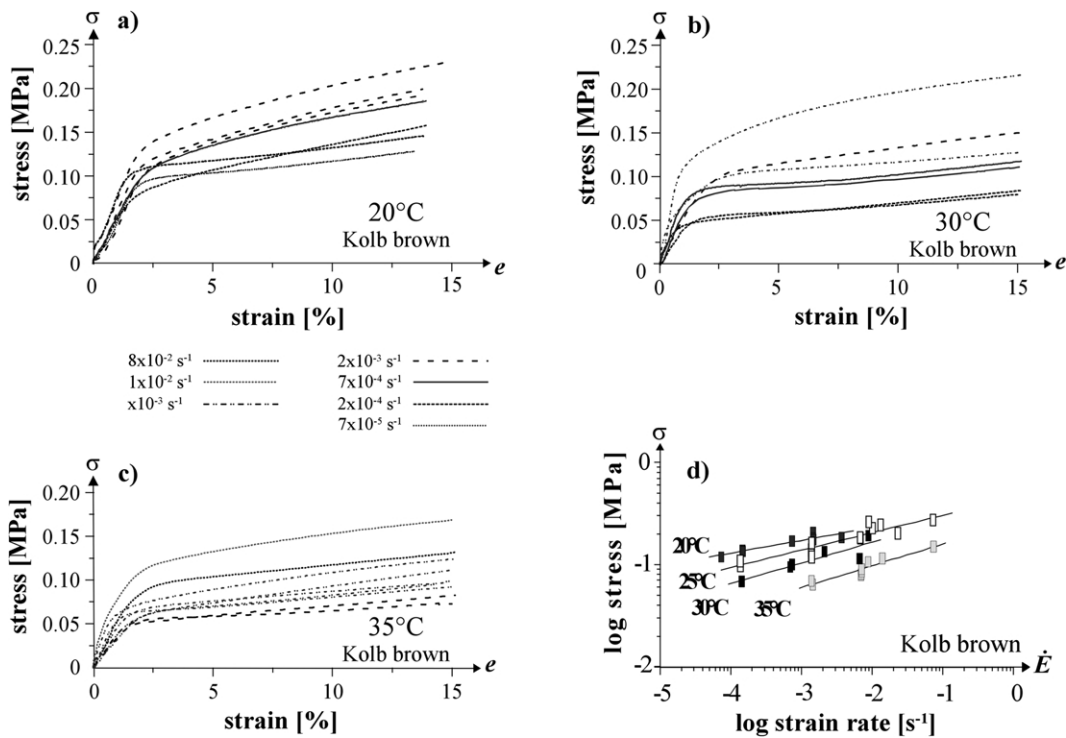 σ a)
0.25
0.20
0.15
0.10
0.05
0
stress [MPa]
20°C
Kolb brown
0 5 10 15 e
strain [%]
σ b)
0.25
0.20
0.15
0.10
0.05
0
stress [MPa]
30°C
Kolb brown
0 5 10 15 e
strain [%]
8x10⁻² s⁻¹
1x10⁻² s⁻¹
x10⁻³ s⁻¹
2x10⁻³ s⁻¹
7x10⁻⁴ s⁻¹
2x10⁻⁴ s⁻¹
7x10⁻⁵ s⁻¹
σ c)
0.20
0.15
0.10
0.05
0
stress [MPa]
35°C
Kolb brown
0 5 10 15 e
strain [%]
σ d)
0
-1
-2
log stress [MPa]
20°C
25°C
30°C
35°C
Kolb brown
-5 -4 -3 -2 -1 0 Ė
log strain rate [s⁻¹]